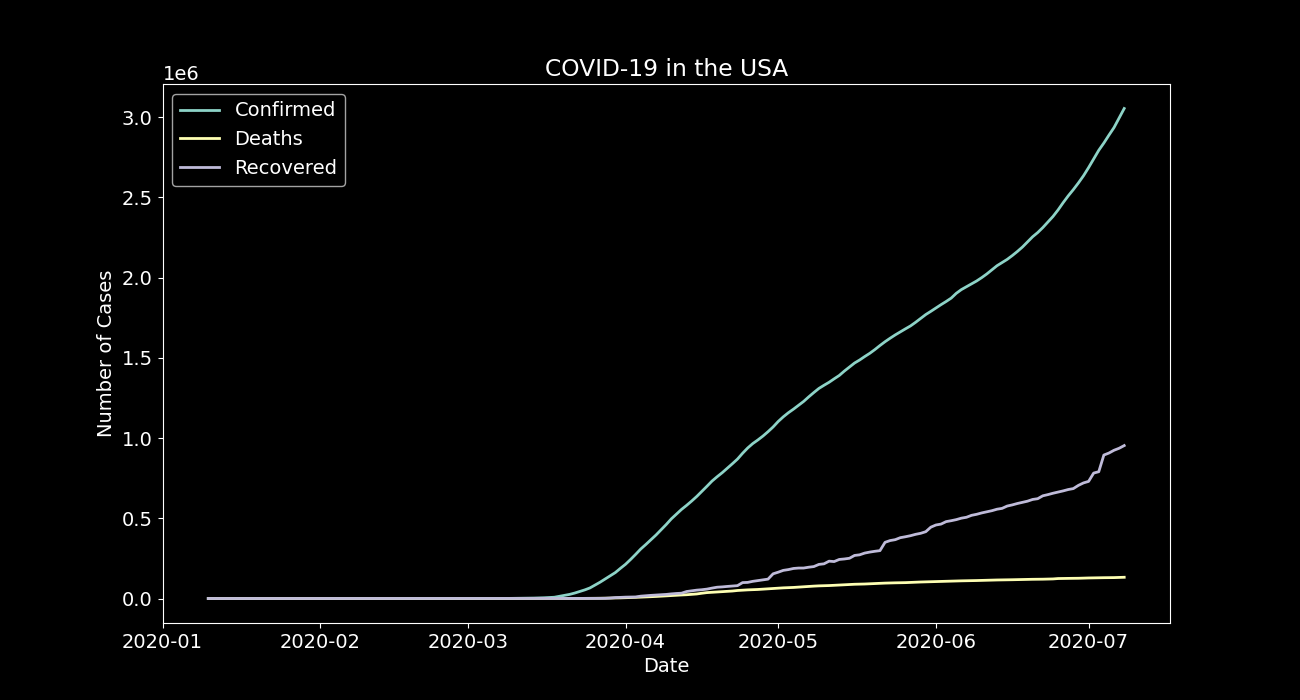 COVID-19 in the USA
1e6
Confirmed
Deaths
Recovered
3.0
2.5
2.0
1.5
1.0
0.5
0.0
Number of Cases
2020-01 2020-02 2020-03 2020-04 2020-05 2020-06 2020-07
Date